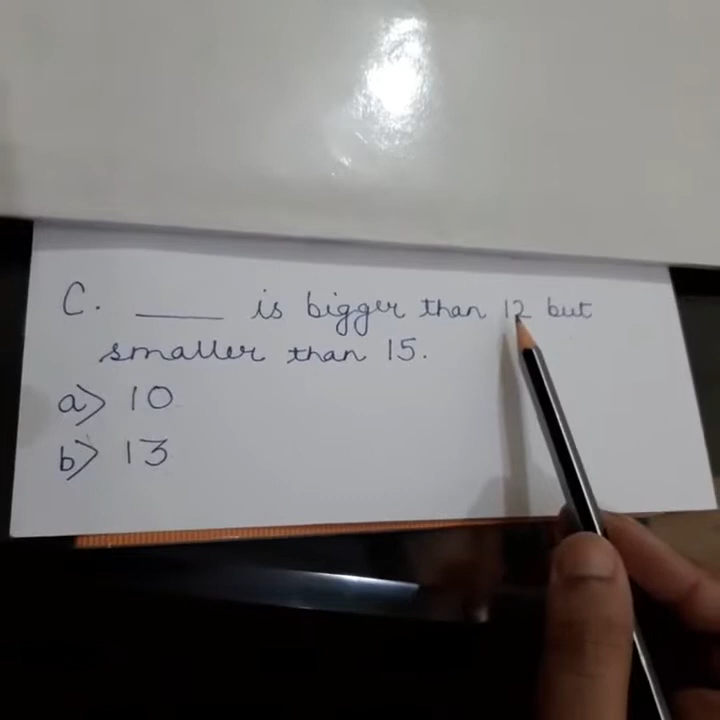 C. ____ is bigger than 12 but
smaller than 15.
a) 10
b) 13